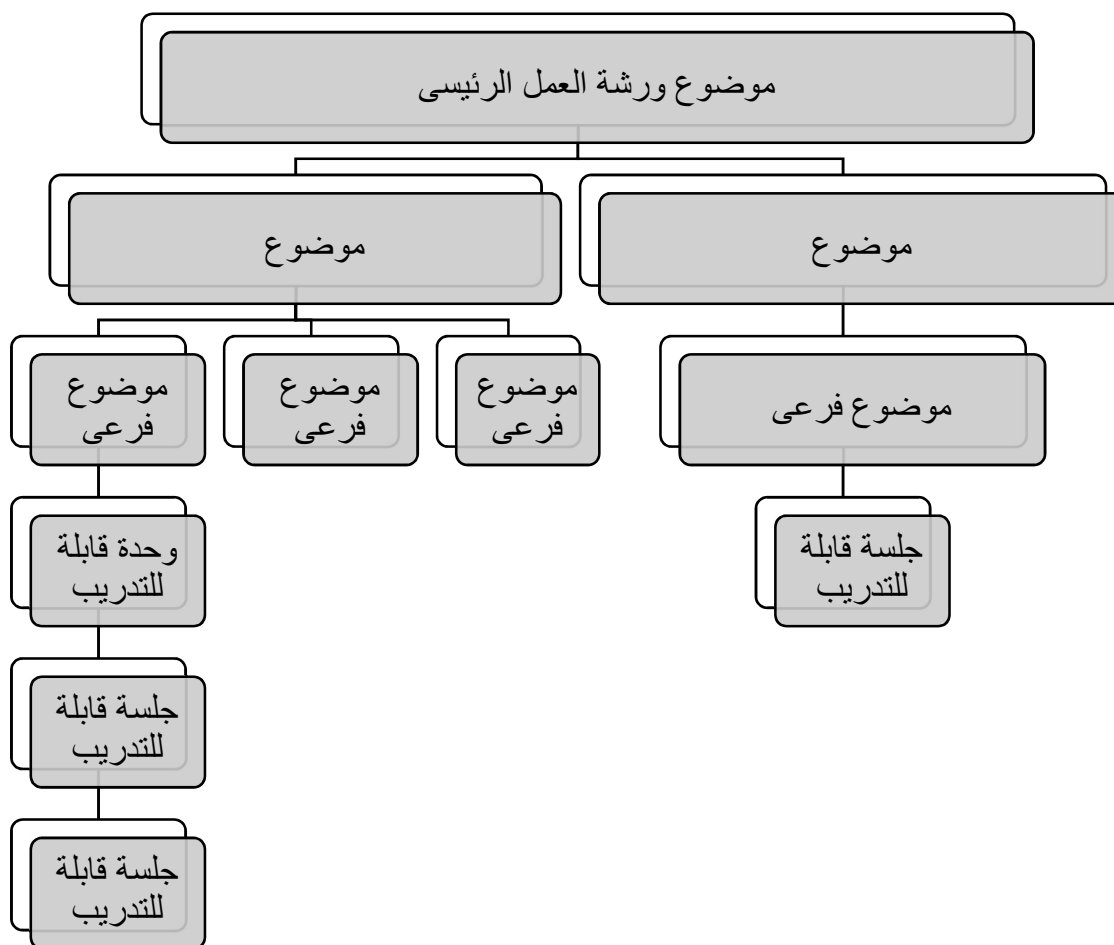 موضوع ورشة العمل الرئيسى
موضوع
موضوع
موضوع فرعى
موضوع
فرعى
موضوع
فرعى
موضوع
فرعى
جلسة قابلة
للتدريب
وحدة قابلة
للتدريب
جلسة قابلة
للتدريب
جلسة قابلة
للتدريب